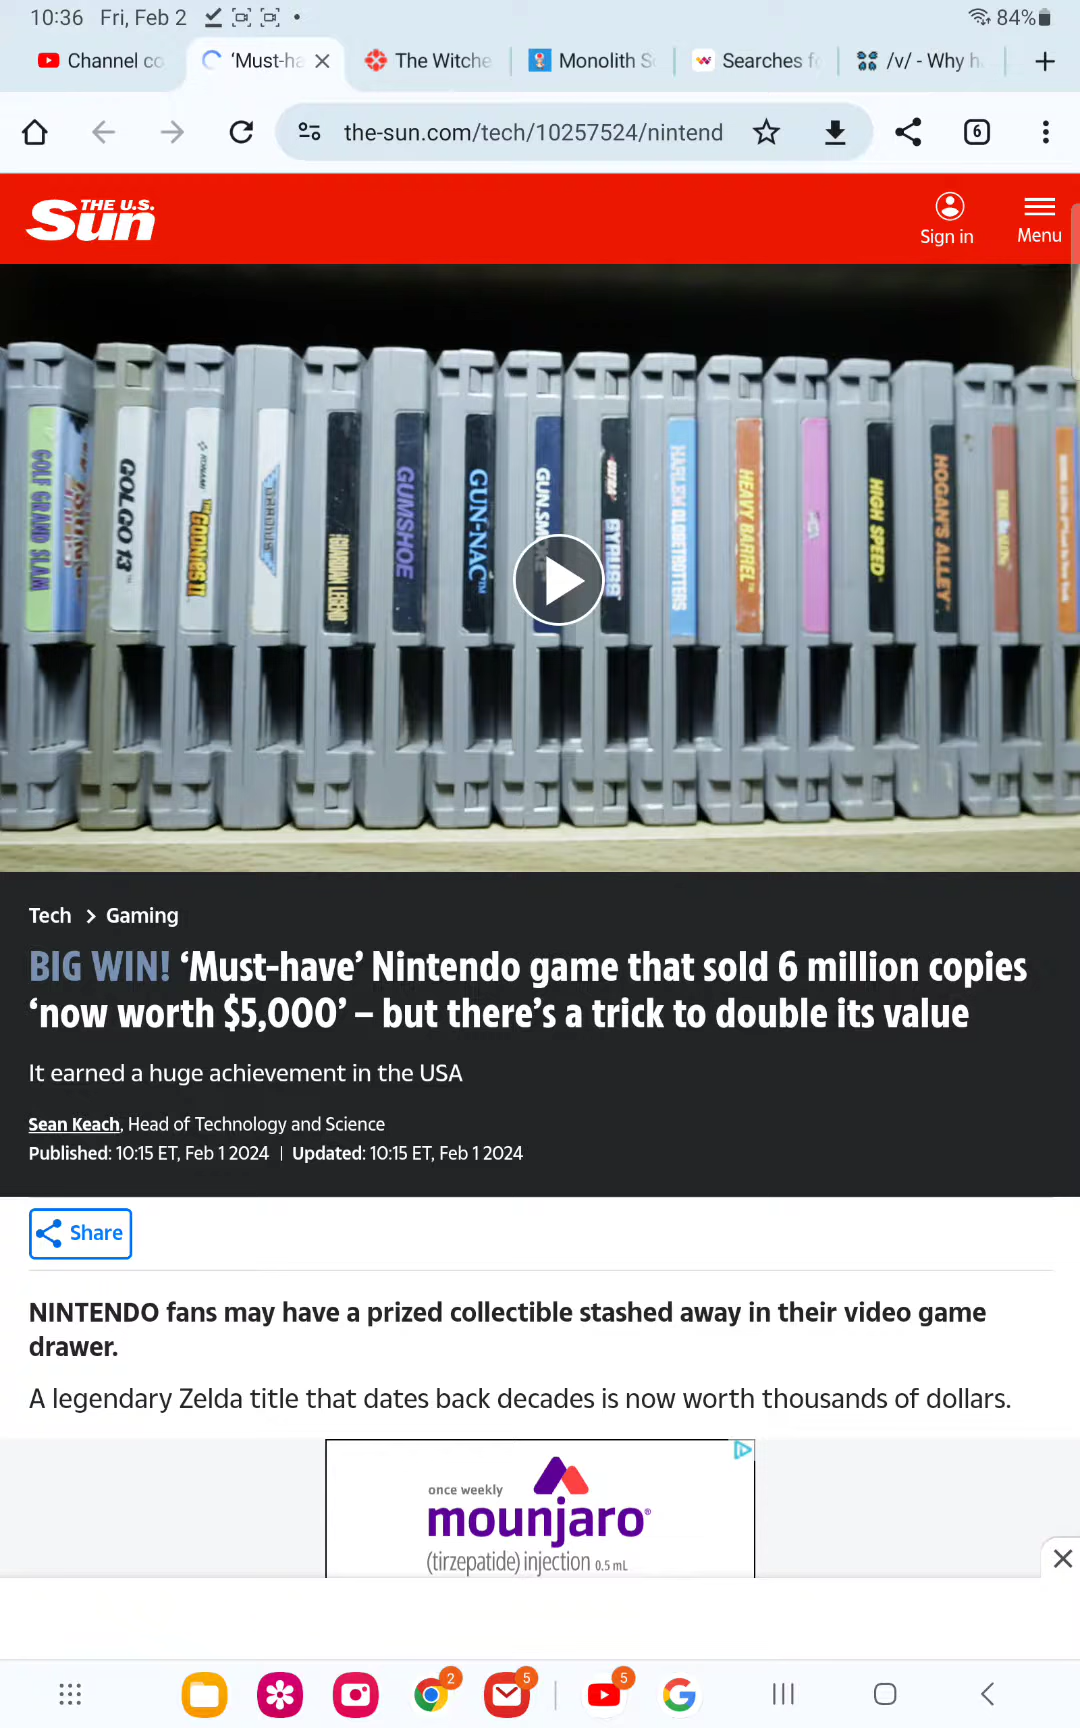 10:36 Fri, Feb 2
84%
Channel co
'Must-ha
The Witche
Monolith S
Searches f
/v/ - Why h
the-sun.com/tech/10257524/nintend
6
THE U.S.
Sun
Sign in
Menu
GOLF GRAND SLAM
GOLGO 13
KONAMI
THE GOONIES II
GRADIUS
GUMSHOE
GUN-NAC™
GUN.SMOKE
GYRUSS
HARLEM GLOBETROTTERS
HEAVY BARREL™
HIGH SPEED
HOGAN'S ALLEY™
Tech > Gaming
BIG WIN! ‘Must-have’ Nintendo game that sold 6 million copies
‘now worth $5,000’ – but there’s a trick to double its value
It earned a huge achievement in the USA
Sean Keach, Head of Technology and Science
Published: 10:15 ET, Feb 1 2024 | Updated: 10:15 ET, Feb 1 2024
Share
NINTENDO fans may have a prized collectible stashed away in their video game
drawer.
A legendary Zelda title that dates back decades is now worth thousands of dollars.
once weekly
mounjaro®
(tirzepatide) injection 0.5 mL
2
5
5